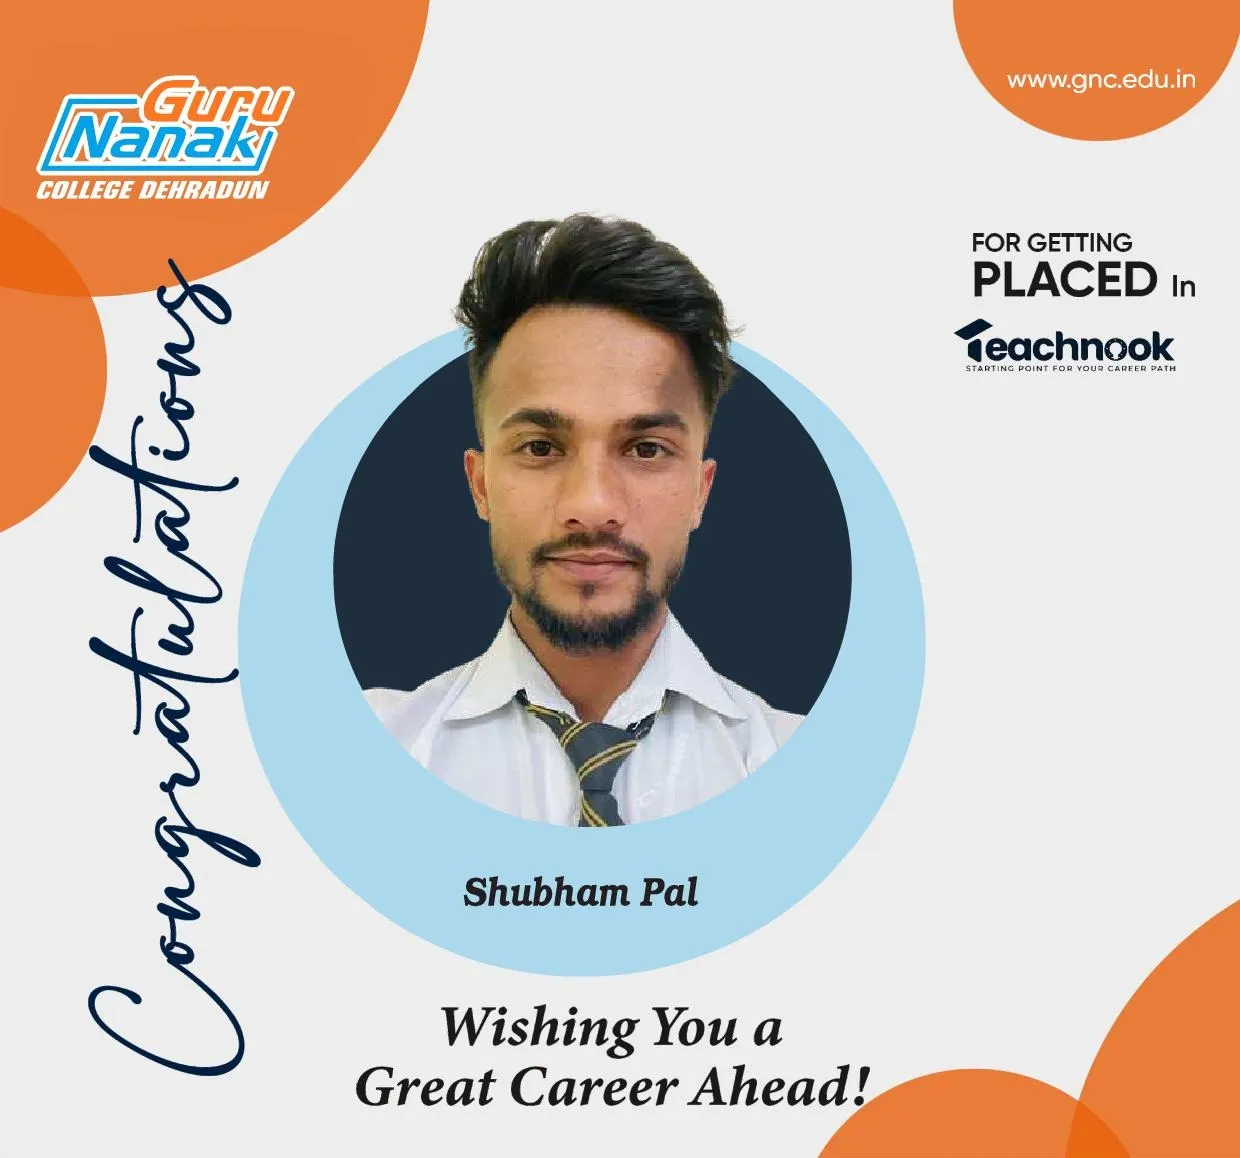 Guru
Nanak
COLLEGE DEHRADUN
www.gnc.edu.in
FOR GETTING
PLACED In
Teachnook
STARTING POINT FOR YOUR CAREER PATH
Congratulations
Shubham Pal
Wishing You a
Great Career Ahead!